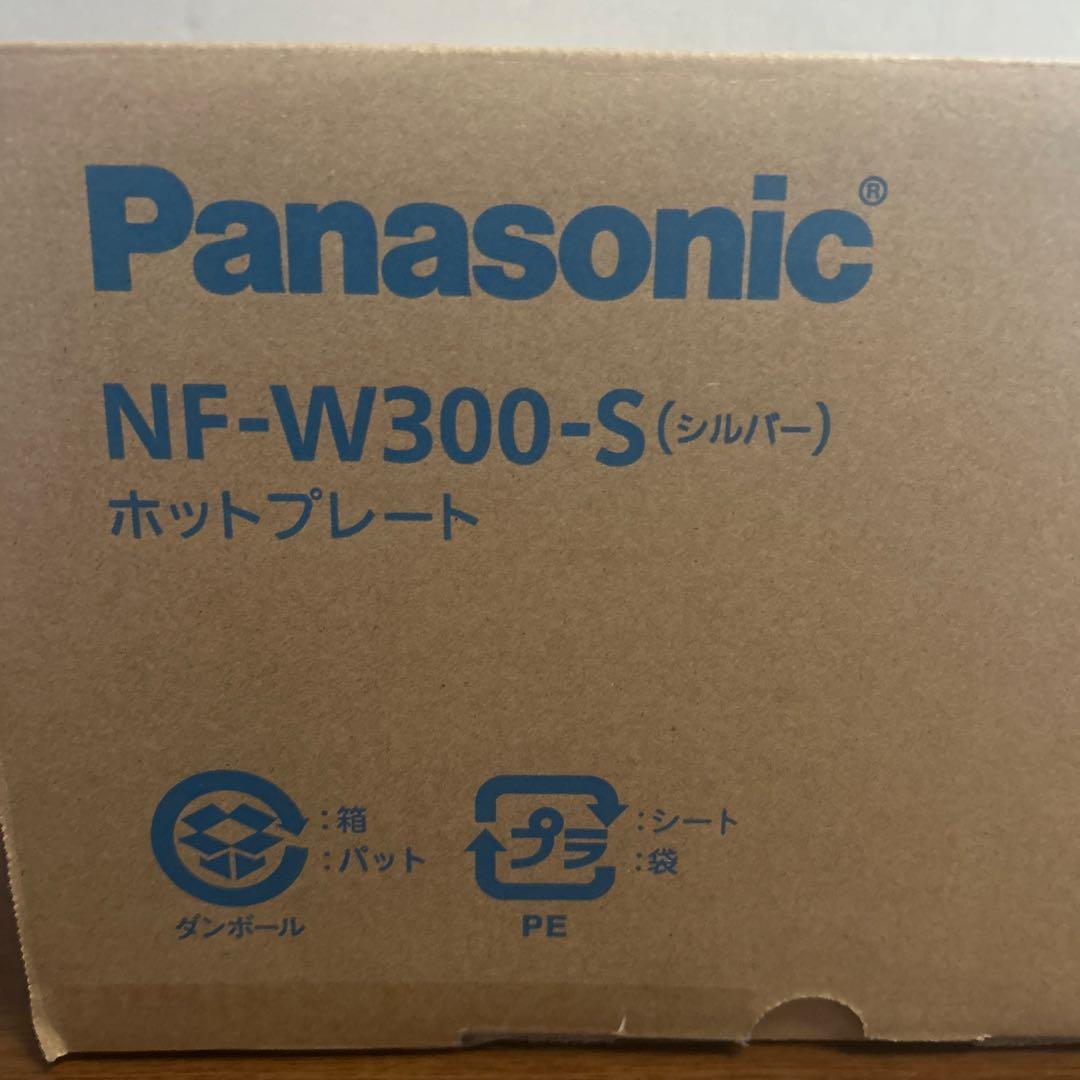 Panasonic®
NF-W300-S(シルバー)
ホットプレート
:箱
:パット
ダンボール
プラ
:シート
:袋
PE